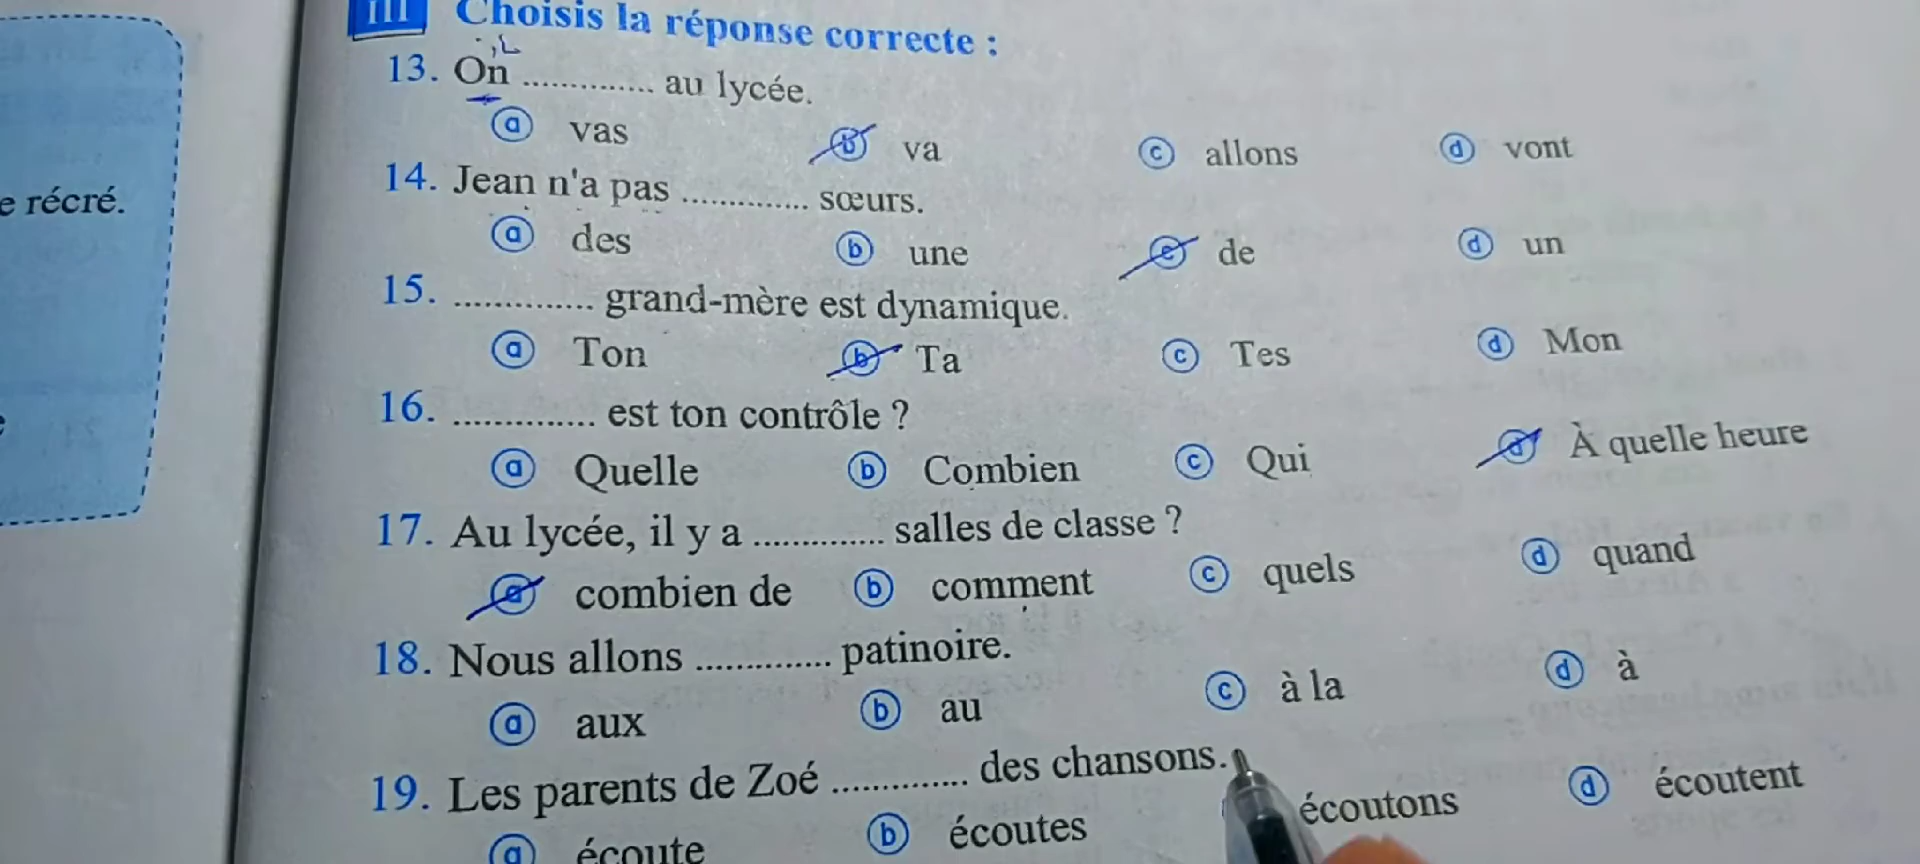 III Choisis la réponse correcte :
, L
13. On ............. au lycée.
a vas b va c allons d vont
14. Jean n'a pas ............. sœurs.
a des b une c de d un
15. ............. grand-mère est dynamique.
a Ton b Ta c Tes d Mon
e récré.
16. ............. est ton contrôle ?
a Quelle b Combien c Qui d À quelle heure
17. Au lycée, il y a ............. salles de classe ?
a combien de b comment c quels d quand
18. Nous allons ............. patinoire.
a aux b au c à la d à
19. Les parents de Zoé ............. des chansons.
a écoute b écoutes écoutons d écoutent